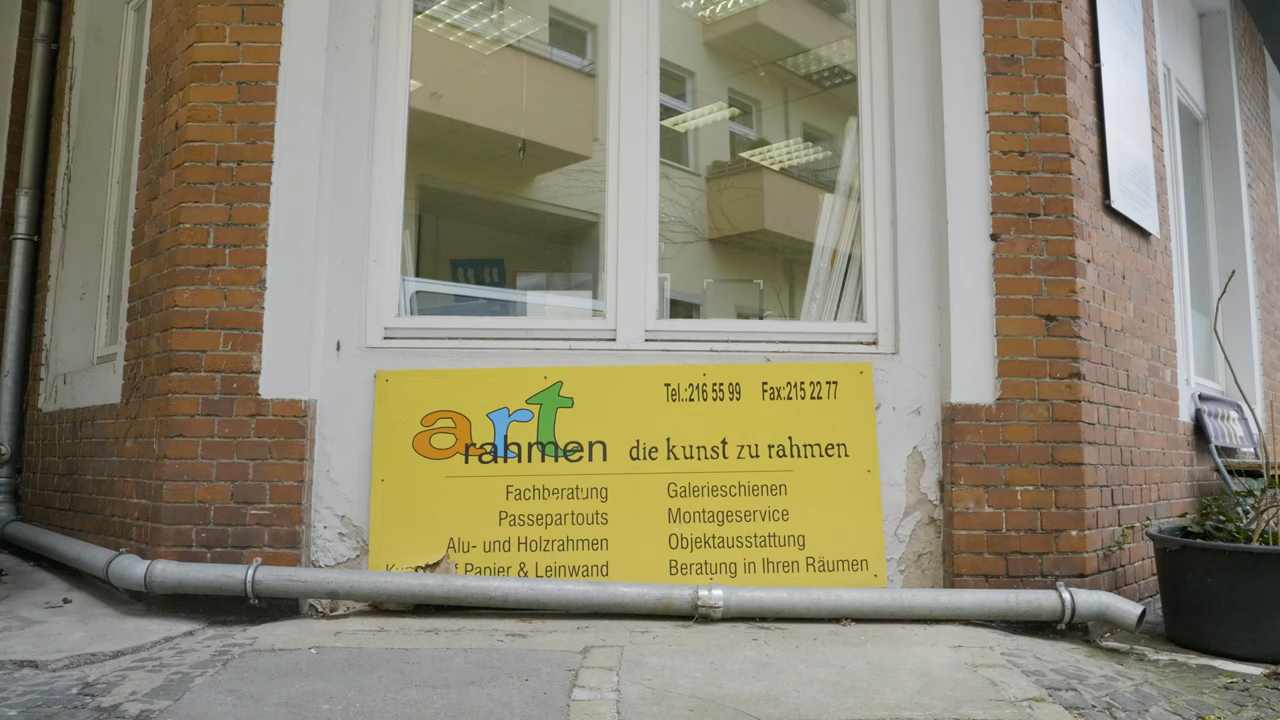 Tel.:216 55 99 Fax:215 22 77
art
rahmen die kunst zu rahmen
Fachberatung
Passepartouts
Alu- und Holzrahmen
Papier & Leinwand
Galerieschienen
Montageservice
Objektausstattung
Beratung in Ihren Räumen